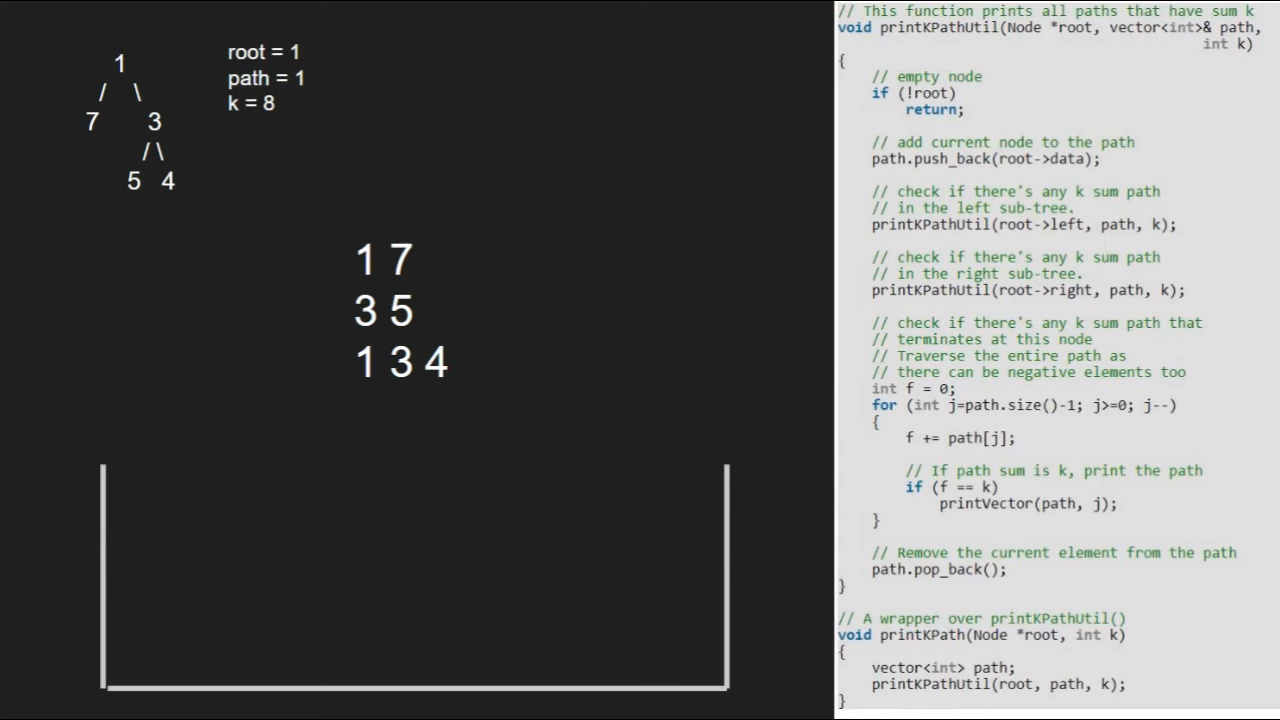 1
/ \
7 3
/ \
5 4
root = 1
path = 1
k = 8
1 7
3 5
1 3 4
// This function prints all paths that have sum k
void printKPathUtil(Node *root, vector<int>& path,
int k)
{
// empty node
if (!root)
return;
// add current node to the path
path.push_back(root->data);
// check if there's any k sum path
// in the left sub-tree.
printKPathUtil(root->left, path, k);
// check if there's any k sum path
// in the right sub-tree.
printKPathUtil(root->right, path, k);
// check if there's any k sum path that
// terminates at this node
// Traverse the entire path as
// there can be negative elements too
int f = 0;
for (int j=path.size()-1; j>=0; j--)
{
f += path[j];
// If path sum is k, print the path
if (f == k)
printVector(path, j);
}
// Remove the current element from the path
path.pop_back();
}
// A wrapper over printKPathUtil()
void printKPath(Node *root, int k)
{
vector<int> path;
printKPathUtil(root, path, k);
}